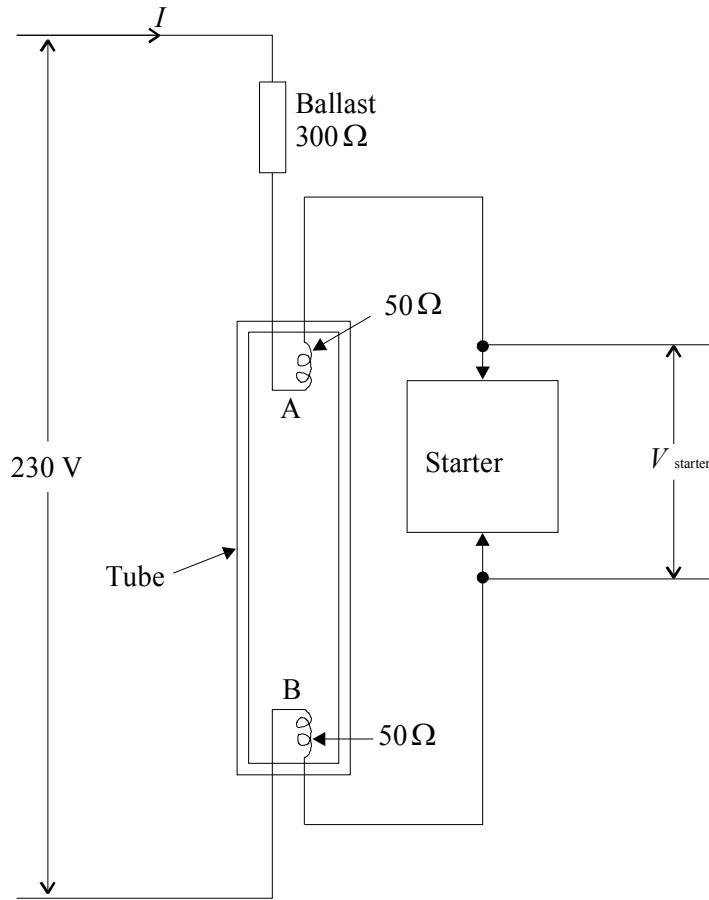 I
Ballast
300 Ω
50 Ω
A
230 V
Starter
V starter
Tube
B
50 Ω